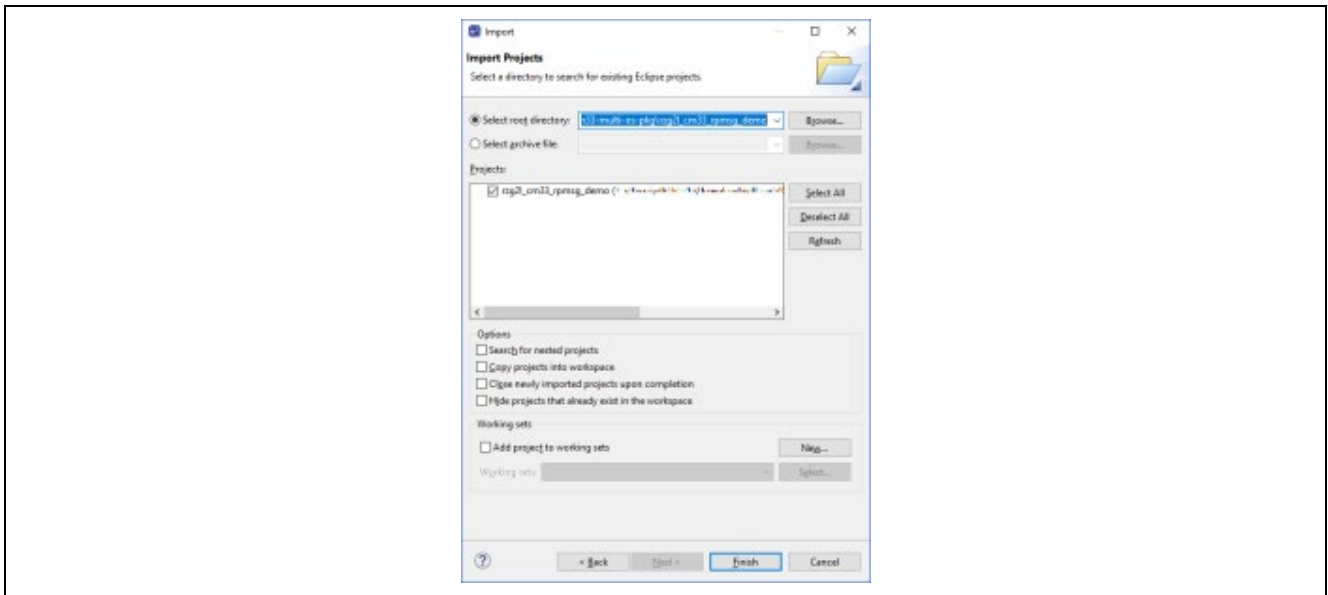 Import
Import Projects
Select a directory to search for existing Eclipse projects.
Select root directory: Browse...
Select archive file: Browse...
Projects:
rzg2l_cm33_rpmsg_demo
Select All
Deselect All
Refresh
Options
Search for nested projects
Copy projects into workspace
Close newly imported projects upon completion
Hide projects that already exist in the workspace
Working sets
Add project to working sets New...
Working sets: Select...
? < Back Next > Finish Cancel